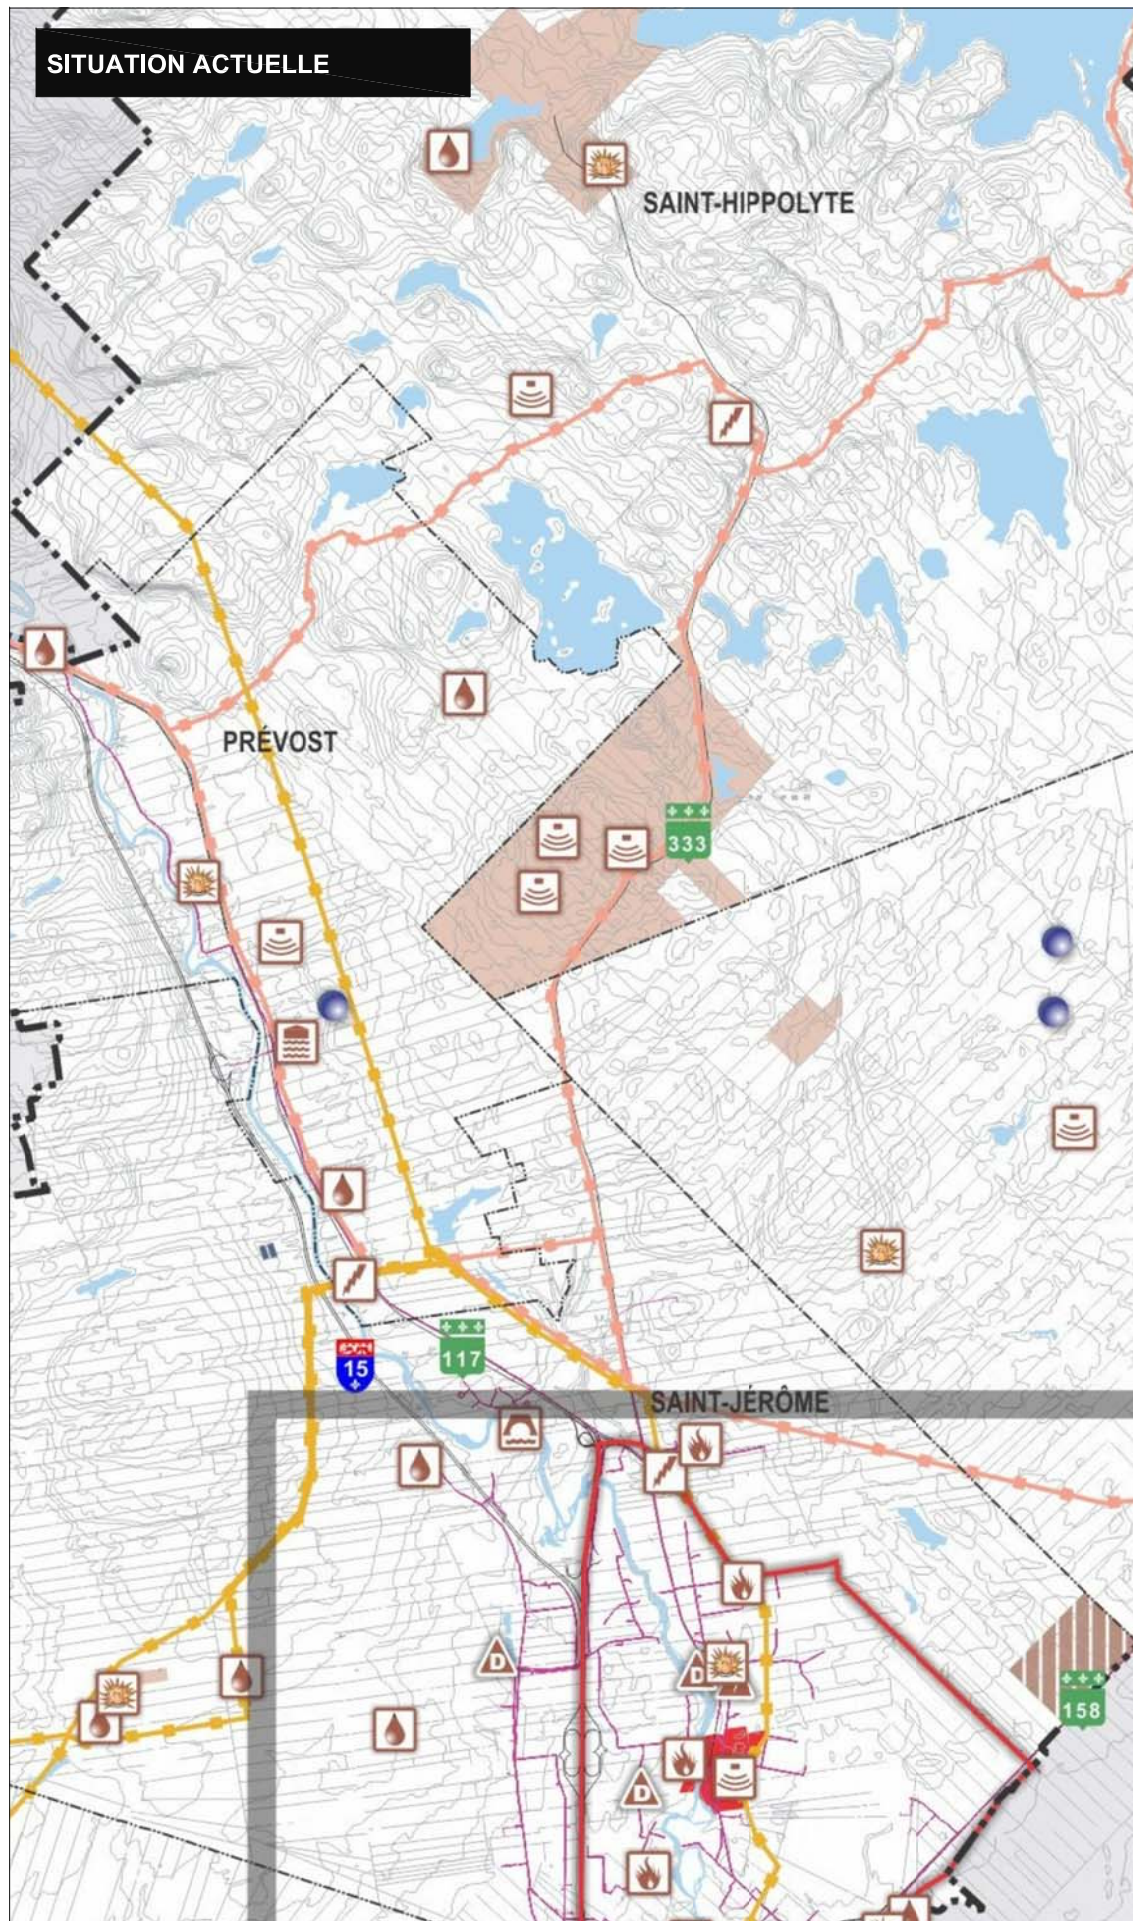 SITUATION ACTUELLE
SAINT-HIPPOLYTE
PRÉVOST
333
15
117
SAINT-JÉRÔME
D
D
158
D